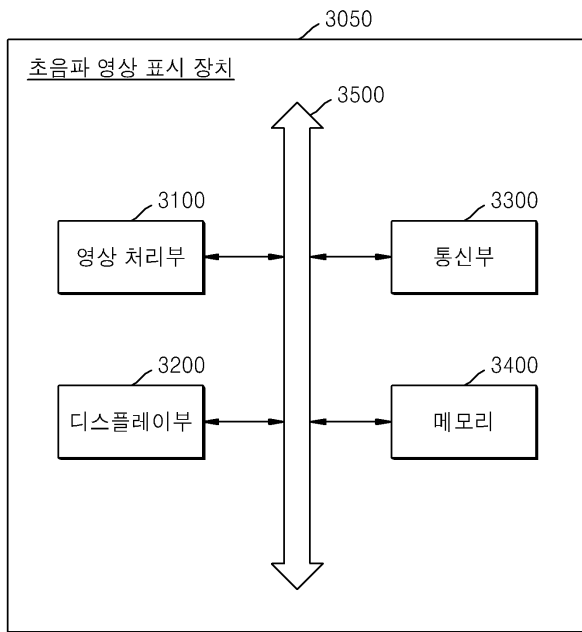 3050
초음파 영상 표시 장치
3500
3100
영상 처리부
3300
통신부
3200
디스플레이부
3400
메모리